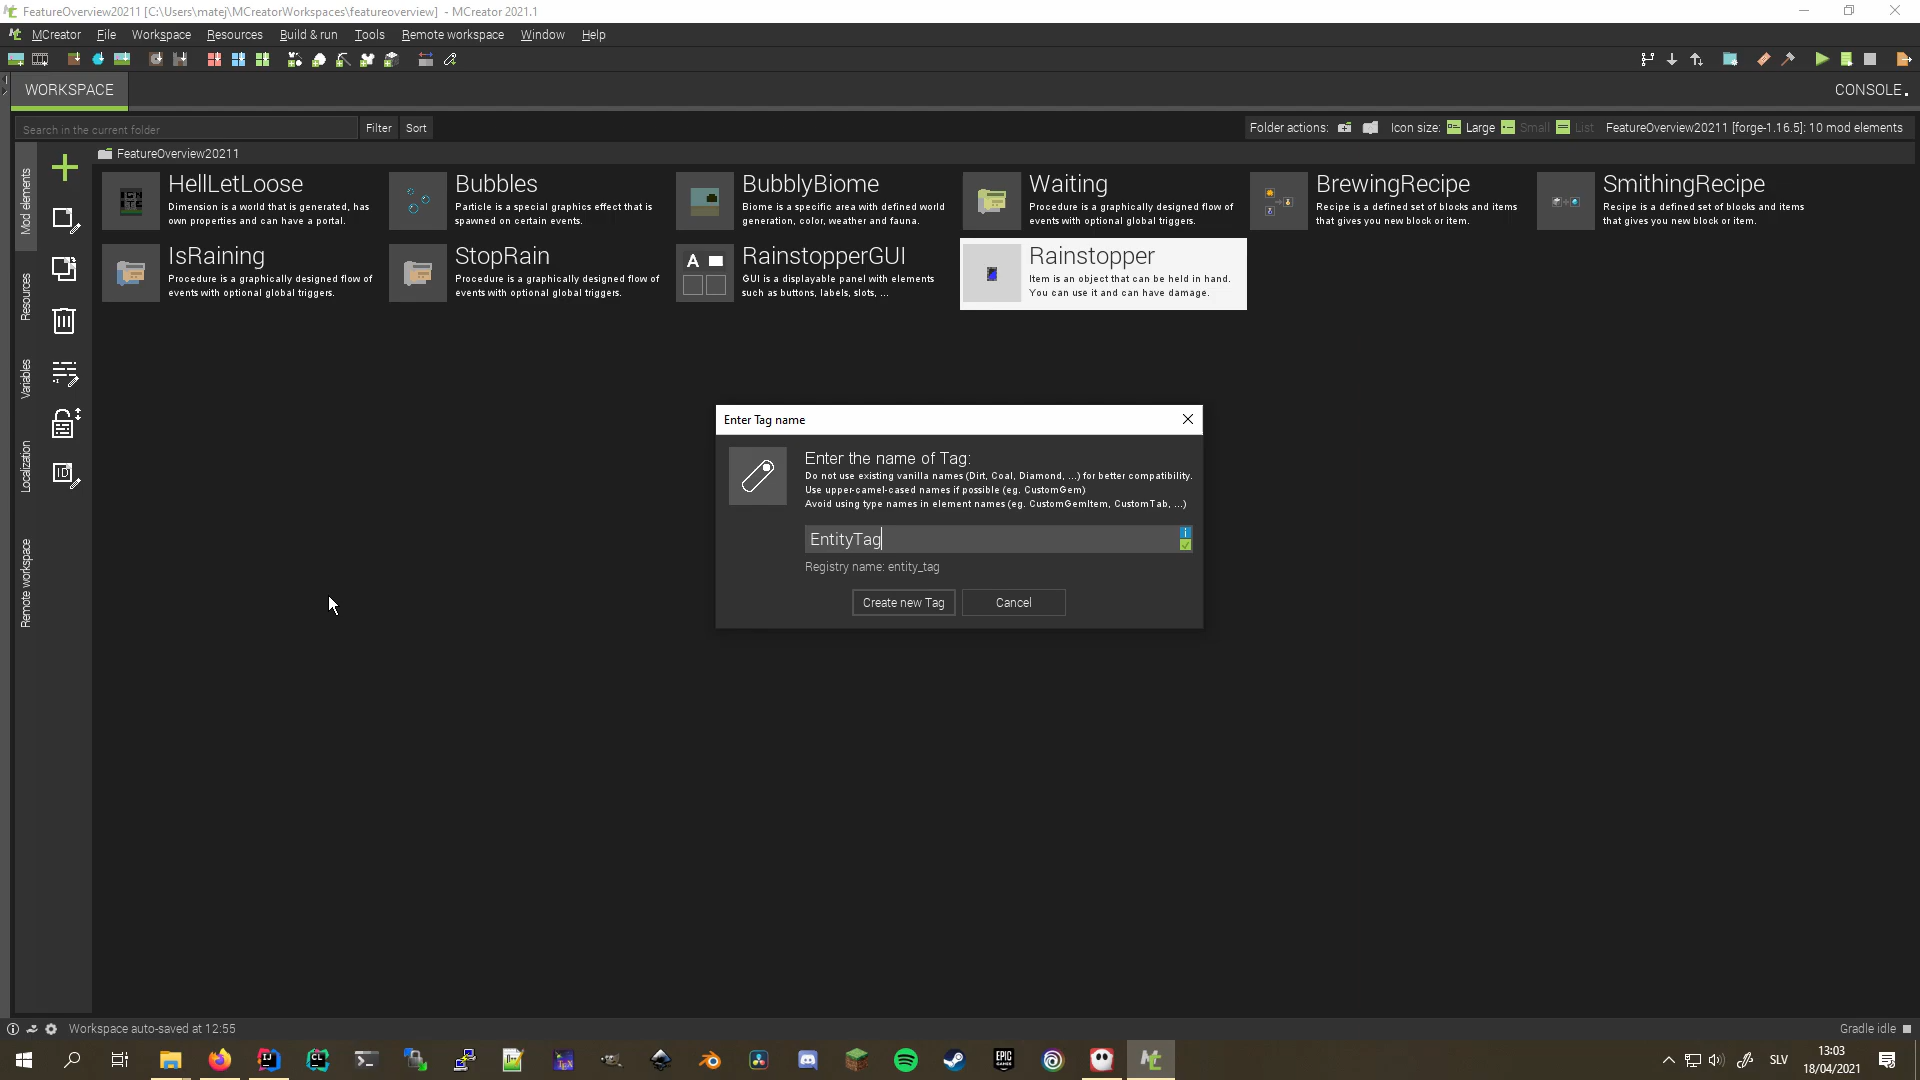 FeatureOverview20211 [C:\Users\matej\MCreatorWorkspaces\featureoverview] - MCreator 2021.1
MCreator File Workspace Resources Build & run Tools Remote workspace Window Help
WORKSPACE
CONSOLE
Search in the current folder
Filter
Sort
Folder actions:
Icon size:
Large
Small
List
FeatureOverview20211 [forge-1.16.5]: 10 mod elements
FeatureOverview20211
Mod elements
Resources
Variables
Localization
Remote workspace
HellLetLoose
Dimension is a world that is generated, has
own properties and can have a portal.
Bubbles
Particle is a special graphics effect that is
spawned on certain events.
BubblyBiome
Biome is a specific area with defined world
generation, color, weather and fauna.
Waiting
Procedure is a graphically designed flow of
events with optional global triggers.
BrewingRecipe
Recipe is a defined set of blocks and items
that gives you new block or item.
SmithingRecipe
Recipe is a defined set of blocks and items
that gives you new block or item.
IsRaining
Procedure is a graphically designed flow of
events with optional global triggers.
StopRain
Procedure is a graphically designed flow of
events with optional global triggers.
RainstopperGUI
GUI is a displayable panel with elements
such as buttons, labels, slots, ...
Rainstopper
Item is an object that can be held in hand.
You can use it and can have damage.
Enter Tag name
Enter the name of Tag:
Do not use existing vanilla names (Dirt, Coal, Diamond, ...) for better compatibility.
Use upper-camel-cased names if possible (eg. CustomGem)
Avoid using type names in element names (eg. CustomGemItem, CustomTab, ...)
EntityTag
Registry name: entity_tag
Create new Tag
Cancel
Workspace auto-saved at 12:55
Gradle idle
SLV
13:03
18/04/2021